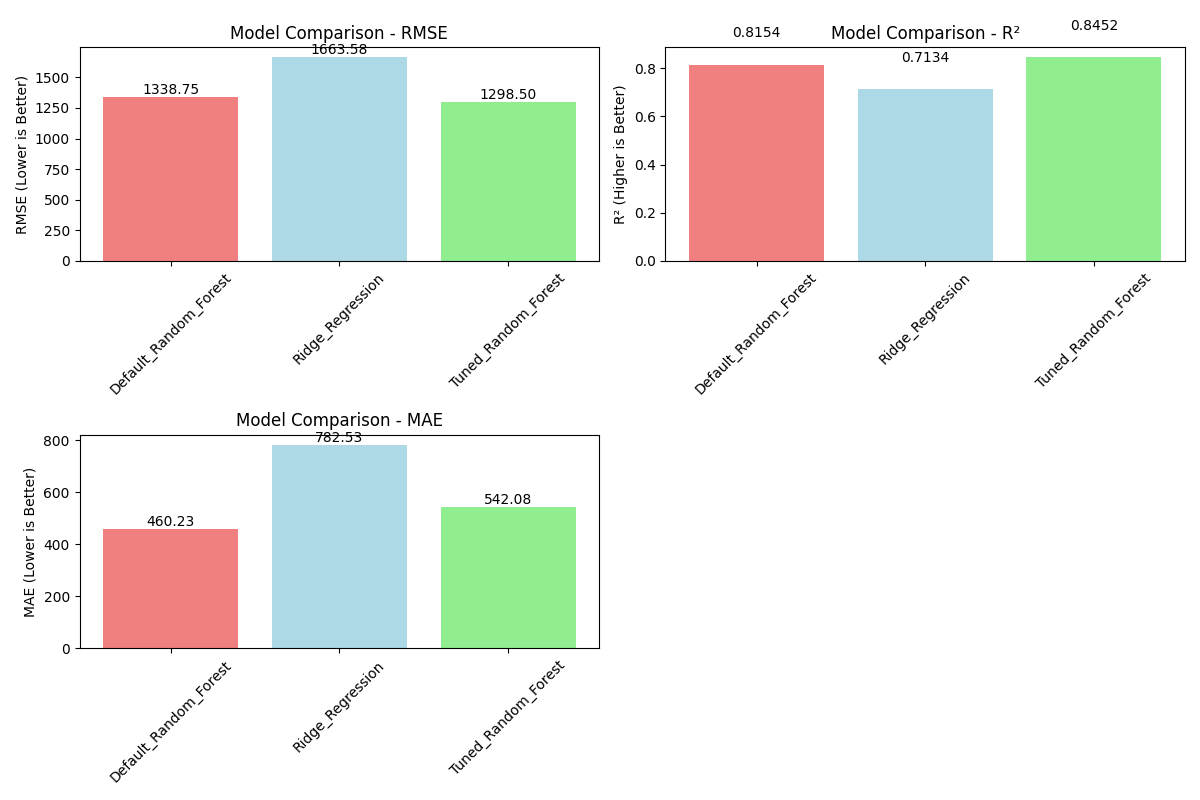 Model Comparison - RMSE
RMSE (Lower is Better)
1500
1250
1000
750
500
250
0
1338.75
1663.58
1298.50
Default_Random_Forest
Ridge_Regression
Tuned_Random_Forest
Model Comparison - R²
R² (Higher is Better)
0.8
0.6
0.4
0.2
0.0
0.8154
0.7134
0.8452
Default_Random_Forest
Ridge_Regression
Tuned_Random_Forest
Model Comparison - MAE
MAE (Lower is Better)
800
600
400
200
0
460.23
782.53
542.08
Default_Random_Forest
Ridge_Regression
Tuned_Random_Forest